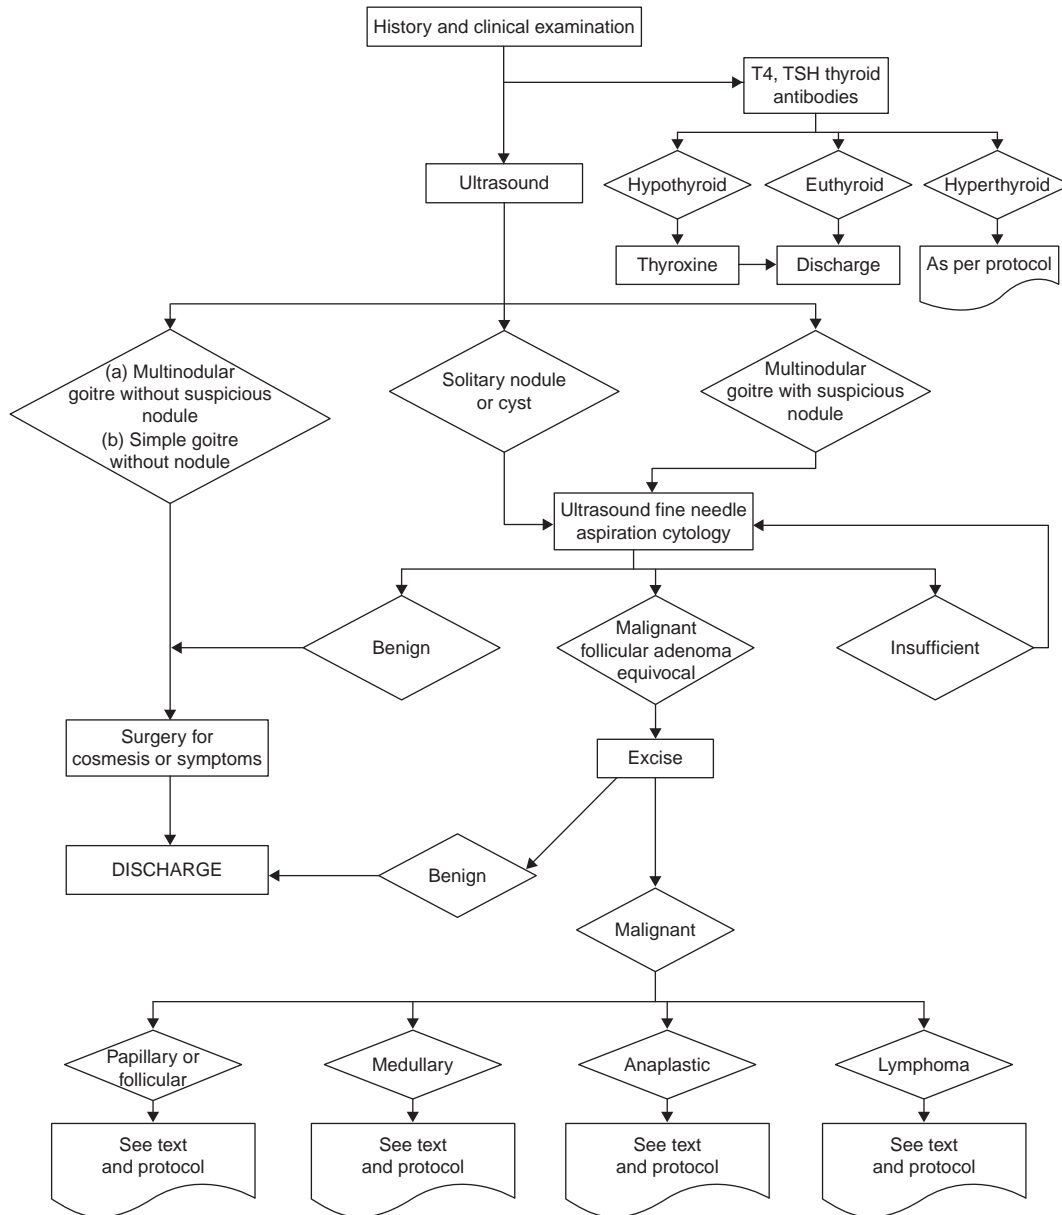 History and clinical examination
T4, TSH thyroid
antibodies
Ultrasound
Hypothyroid
Euthyroid
Hyperthyroid
Thyroxine
Discharge
As per protocol
(a) Multinodular
goitre without suspicious
nodule
(b) Simple goitre
without nodule
Solitary nodule
or cyst
Multinodular
goitre with suspicious
nodule
Ultrasound fine needle
aspiration cytology
Benign
Malignant
follicular adenoma
equivocal
Insufficient
Surgery for
cosmesis or symptoms
Excise
DISCHARGE
Benign
Malignant
Papillary or
follicular
Medullary
Anaplastic
Lymphoma
See text
and protocol
See text
and protocol
See text
and protocol
See text
and protocol